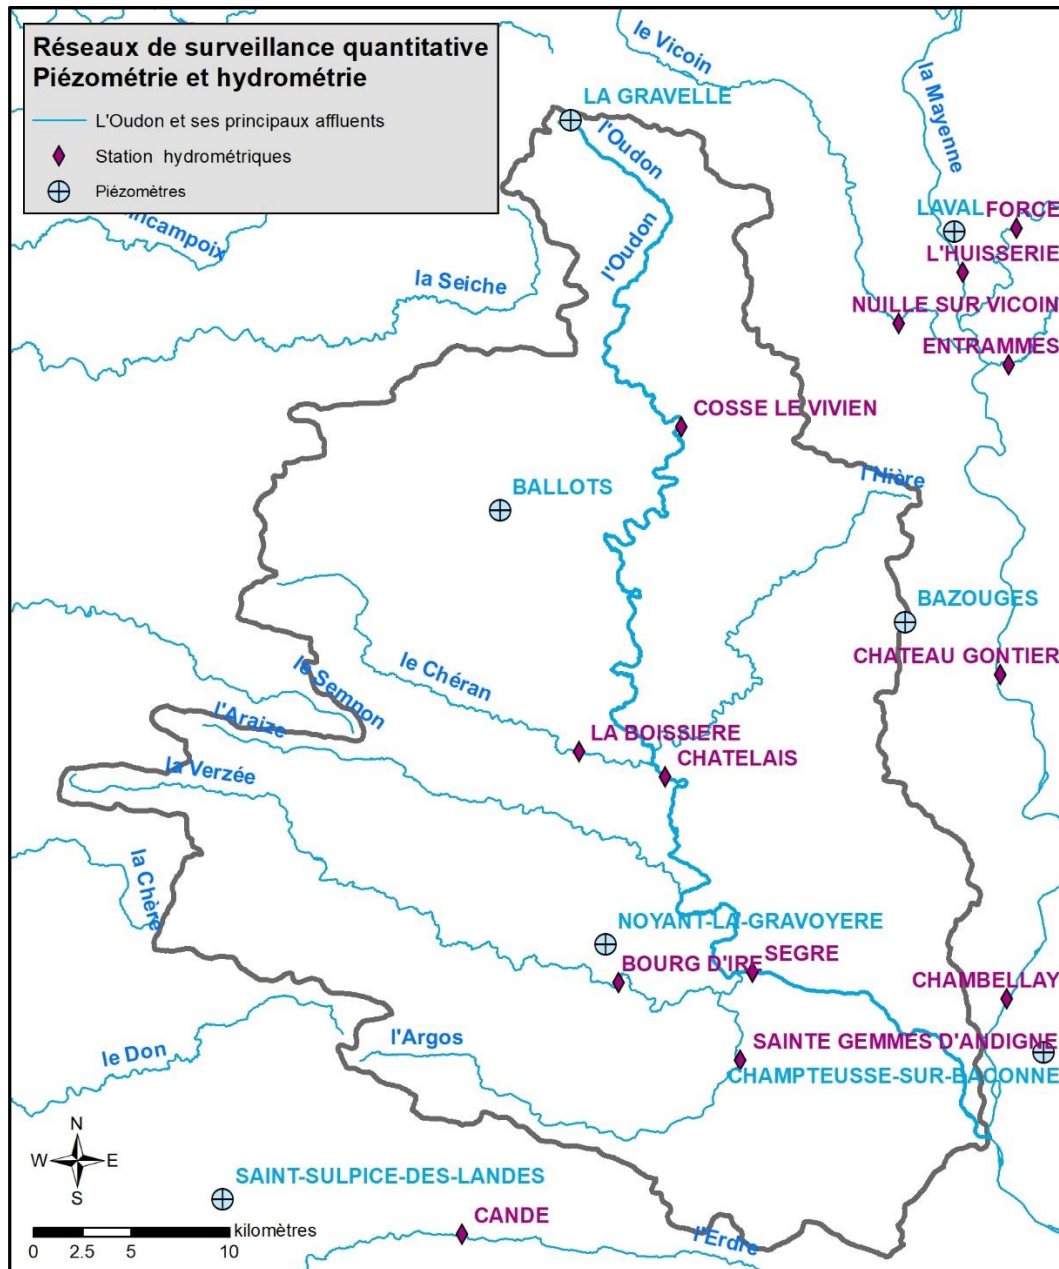 Réseaux de surveillance quantitative
Piézométrie et hydrométrie
L'Oudon et ses principaux affluents
Station hydrométriques
Piézomètres
le Vicoin
la Mayenne
LA GRAVELLE
l'Oudon
LAVAL
FORCE
l'Oudon
L'HUISSERIE
la Seiche
NUILLE SUR VICOIN
ENTRAMMES
COSSE LE VIVIEN
l'Hière
BALLOTS
BAZOUGES
CHATEAU GONTIER
le Chéran
le Semnon
l'Araize
LA BOISSIERE
CHATELAIS
la Verzée
la Chère
NOYANT-LA-GRAVOYERE
BOURG D'IRE
SEGRE
CHAMBELLAY
l'Argos
le Don
SAINTE GEMMES D'ANDIGNE
CHAMPTEUSSE-SUR-BACONNE
N
W E
S
SAINT-SULPICE-DES-LANDES
CANDE
l'Erdre
kilomètres
0 2.5 5 10